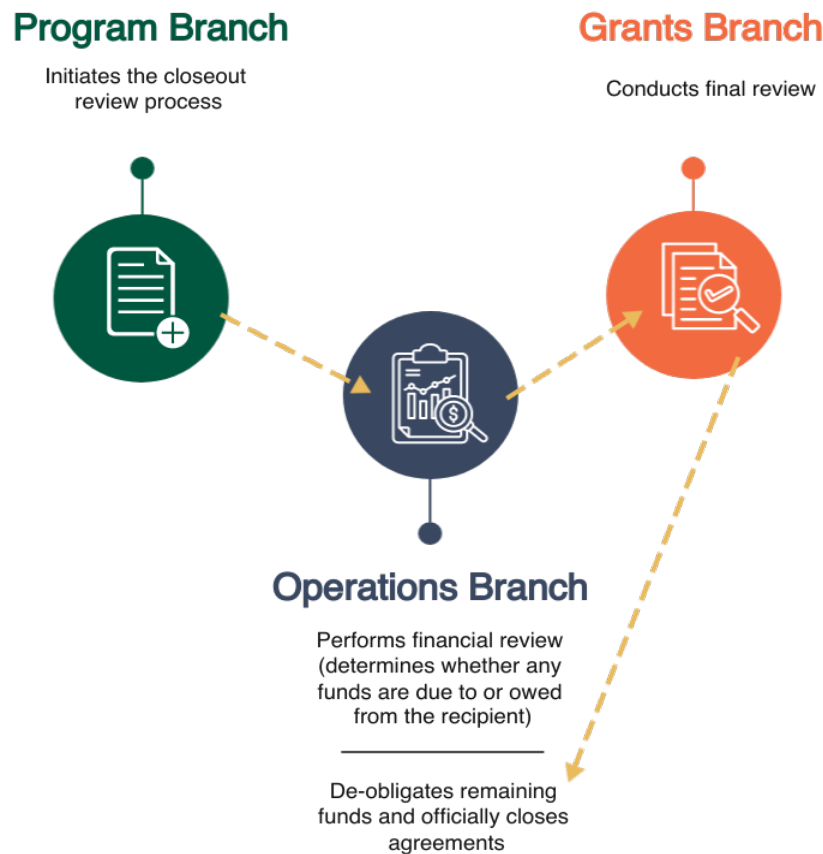 Program Branch
Initiates the closeout
review process
Grants Branch
Conducts final review
$
Operations Branch
Performs financial review
(determines whether any
funds are due to or owed
from the recipient)
De-obligates remaining
funds and officially closes
agreements